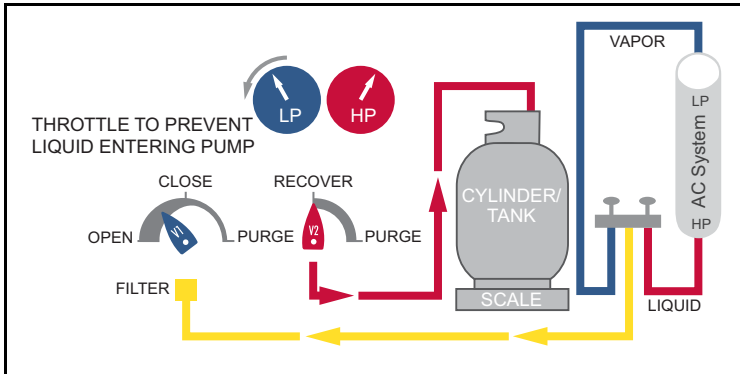 VAPOR
LP HP
THROTTLE TO PREVENT
LIQUID ENTERING PUMP
LP
AC System
HP
CLOSE RECOVER
CYLINDER/
TANK
V1 V2
OPEN PURGE PURGE
FILTER
SCALE
LIQUID